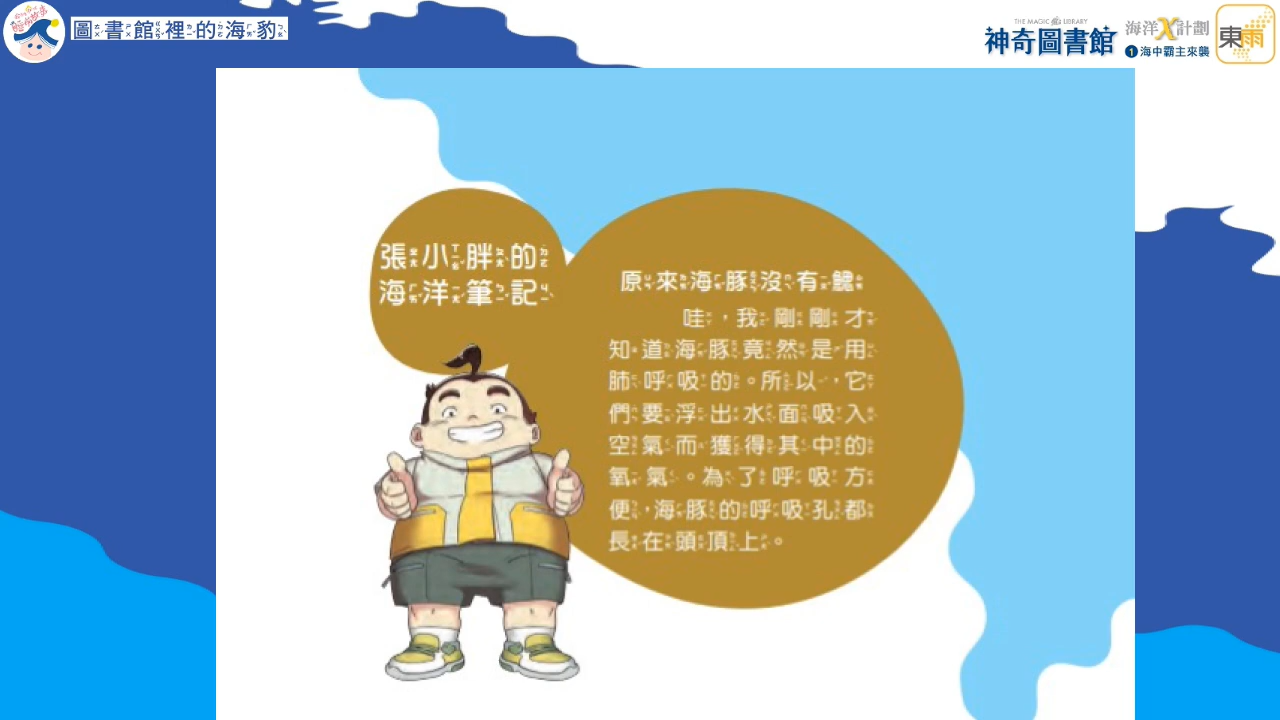 圖書館裡的海豹
THE MAGIC LIBRARY
神奇圖書館
海洋X計劃
1海中霸主來襲
東雨
張小胖的
海洋筆記
原來海豚沒有鰓
哇，我剛剛才
知道海豚竟然是用
肺呼吸的。所以，它
們要浮出水面吸入
空氣而獲得其中的
氧氣。為了呼吸方
便，海豚的呼吸孔都
長在頭頂上。